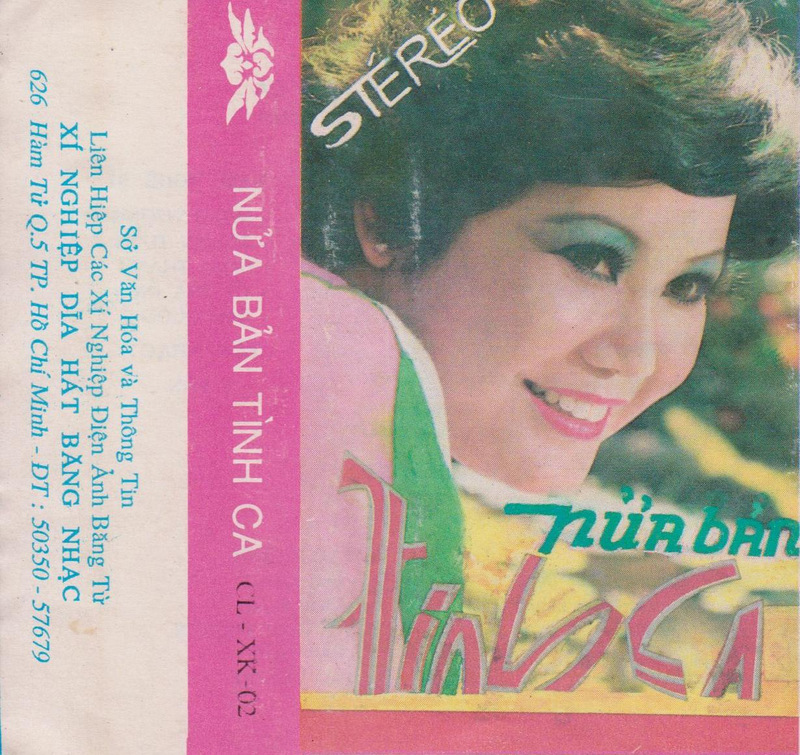 Sở Văn Hóa và Thông Tin
Liên Hiệp Các Xí Nghiệp Điện Ảnh Băng Từ
XÍ NGHIỆP DĨA HÁT BĂNG NHẠC
626 Hàm Tử Q.5 TP. Hồ Chí Minh - ĐT : 50350 - 57679
NỬA BẢN TÌNH CA CL - XK - 02
STÉRÉO
nửa bản
tình ca